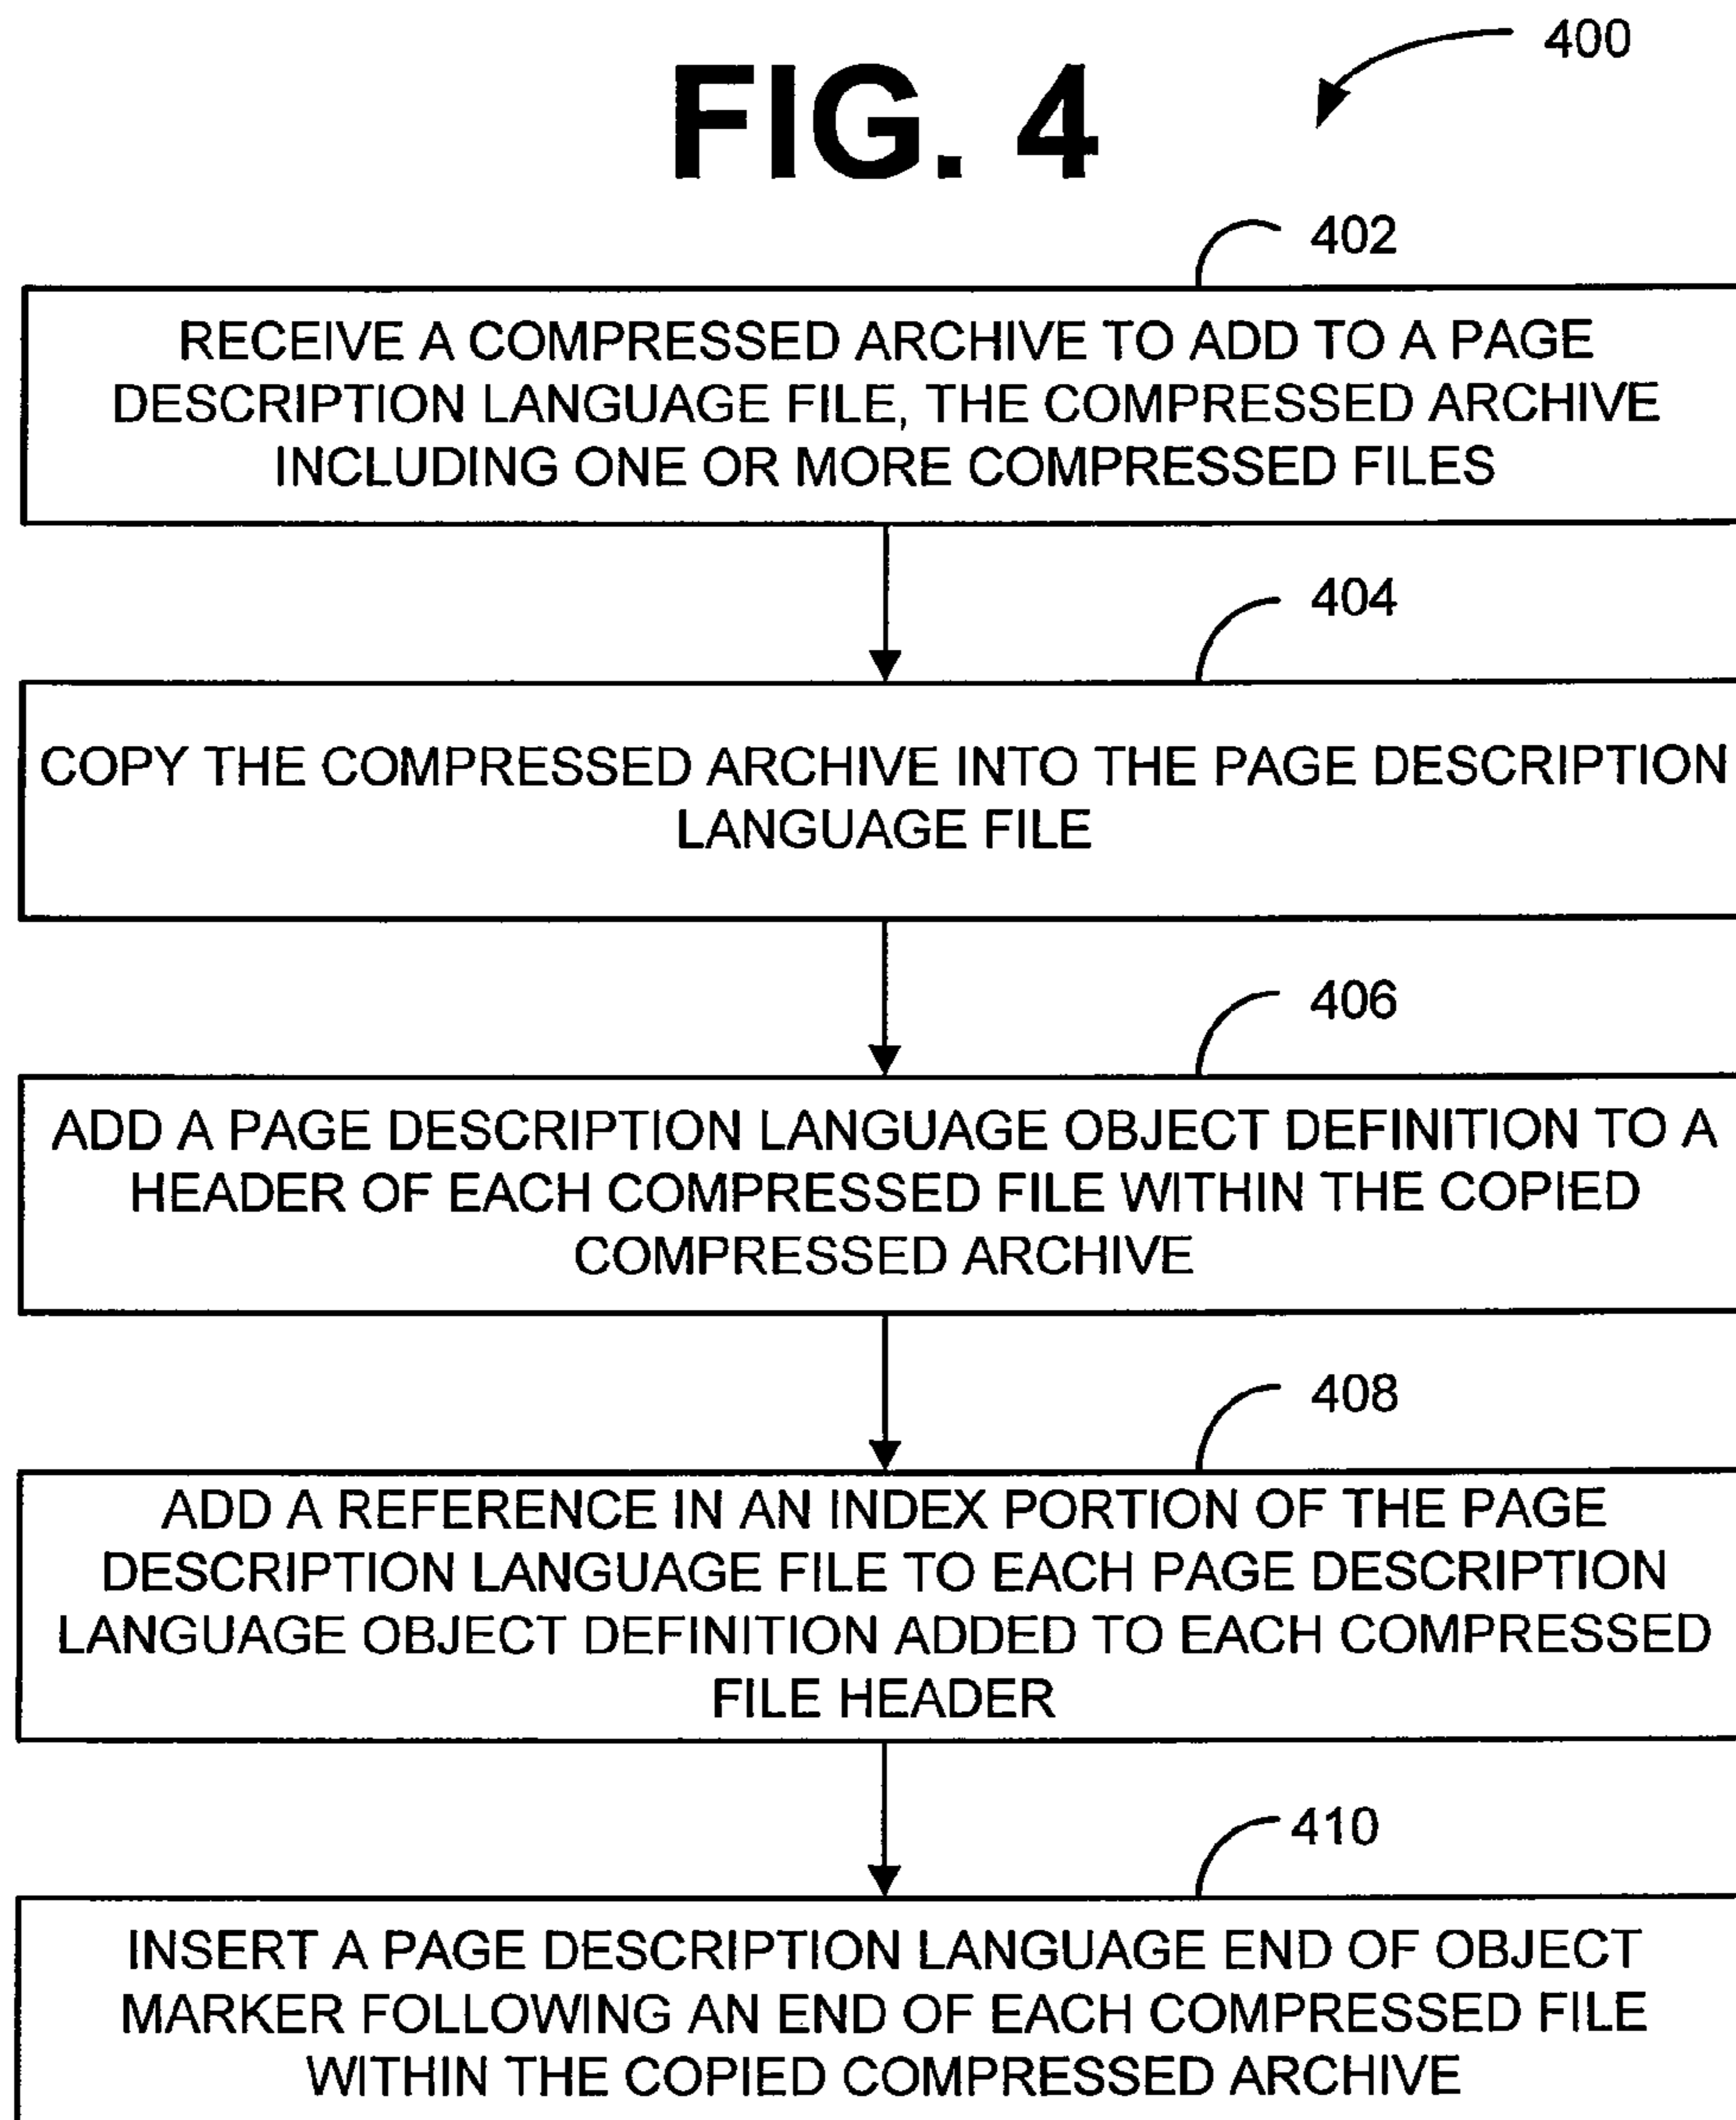 400
FIG. 4
402
RECEIVE A COMPRESSED ARCHIVE TO ADD TO A PAGE
DESCRIPTION LANGUAGE FILE, THE COMPRESSED ARCHIVE
INCLUDING ONE OR MORE COMPRESSED FILES
404
COPY THE COMPRESSED ARCHIVE INTO THE PAGE DESCRIPTION
LANGUAGE FILE
406
ADD A PAGE DESCRIPTION LANGUAGE OBJECT DEFINITION TO A
HEADER OF EACH COMPRESSED FILE WITHIN THE COPIED
COMPRESSED ARCHIVE
408
ADD A REFERENCE IN AN INDEX PORTION OF THE PAGE
DESCRIPTION LANGUAGE FILE TO EACH PAGE DESCRIPTION
LANGUAGE OBJECT DEFINITION ADDED TO EACH COMPRESSED
FILE HEADER
410
INSERT A PAGE DESCRIPTION LANGUAGE END OF OBJECT
MARKER FOLLOWING AN END OF EACH COMPRESSED FILE
WITHIN THE COPIED COMPRESSED ARCHIVE